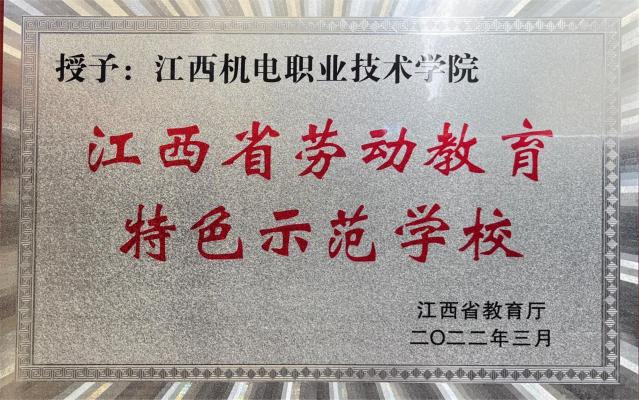 授予：江西机电职业技术学院
江西省劳动教育
特色示范学校
江西省教育厅
二〇二二年三月